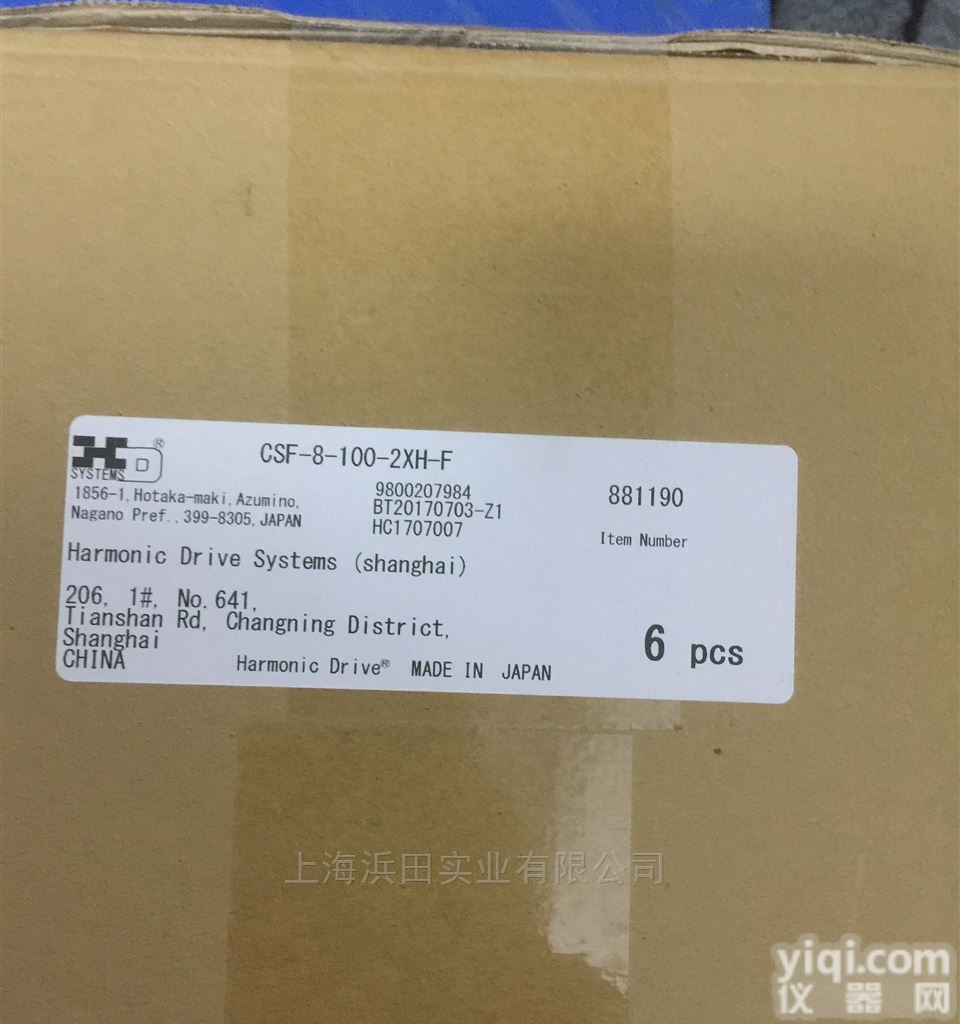 CSF-8-100-2XH-F
HD®
SYSTEMS
1856-1, Hotaka-maki, Azumino,
Nagano Pref., 399-8305, JAPAN
9800207984
BT20170703-Z1
HC1707007
881190
Item Number
Harmonic Drive Systems (shanghai)
206, 1#, No. 641,
Tianshan Rd, Changning District,
Shanghai
CHINA
6 pcs
Harmonic Drive® MADE IN JAPAN
上海浜田实业有限公司
yiqi.com
仪器网